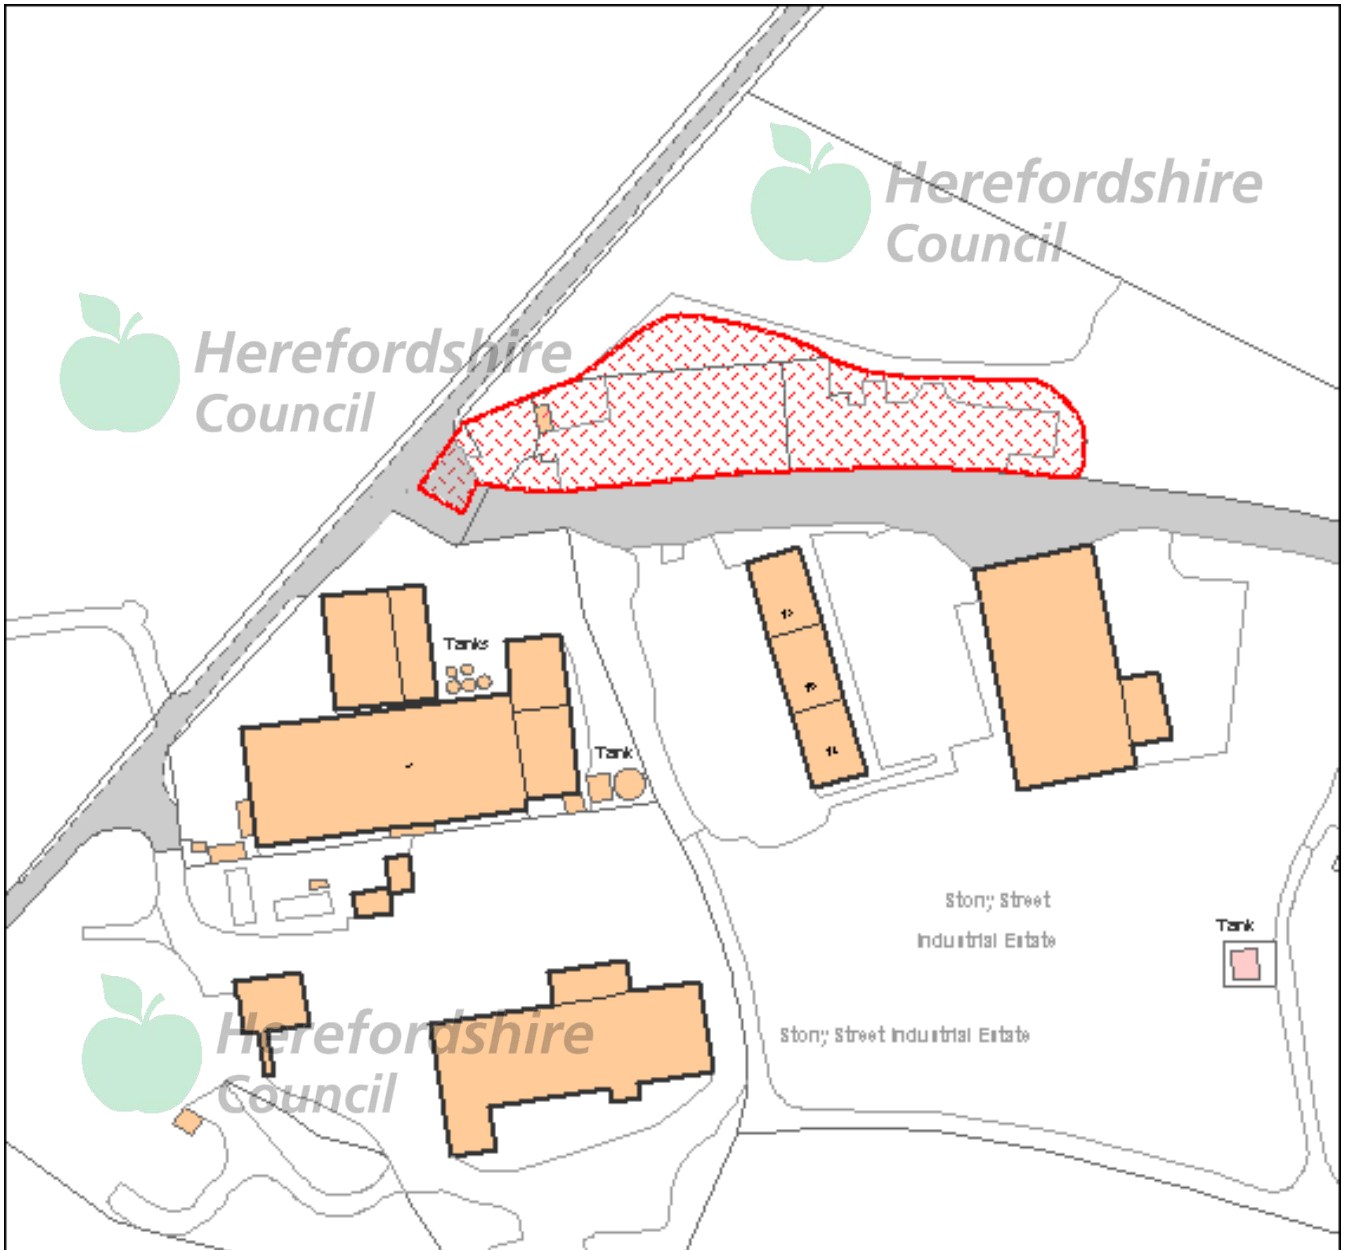 Herefordshire
Council
Herefordshire
Council
Tanks
Tank
Stony Street
Industrial Estate
Tank
Stony Street Industrial Estate
Herefordshire
Council